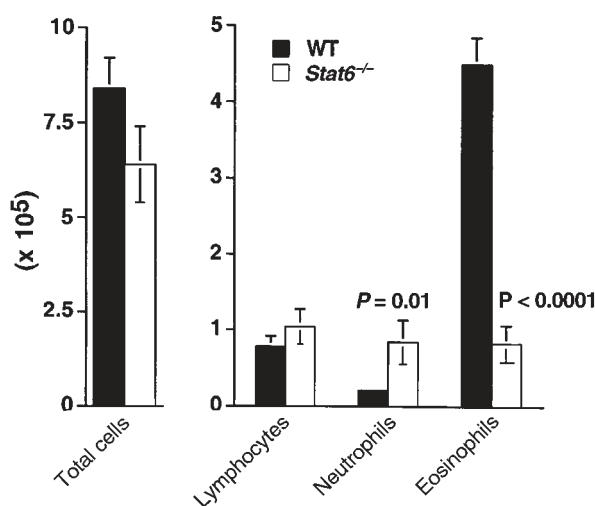 (x 10⁵)
10
7.5
5
2.5
0
Total cells
5
4
3
2
1
0
WT
Stat6⁻/⁻
P = 0.01
P < 0.0001
Lymphocytes
Neutrophils
Eosinophils